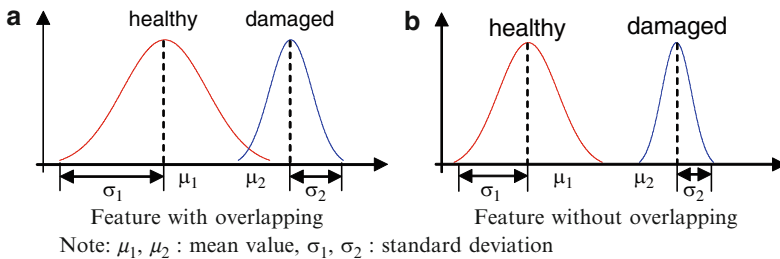 a healthy damaged
b healthy damaged
σ1 μ1 μ2 σ2
σ1 μ1 μ2 σ2
Feature with overlapping
Feature without overlapping
Note: μ1, μ2 : mean value, σ1, σ2 : standard deviation